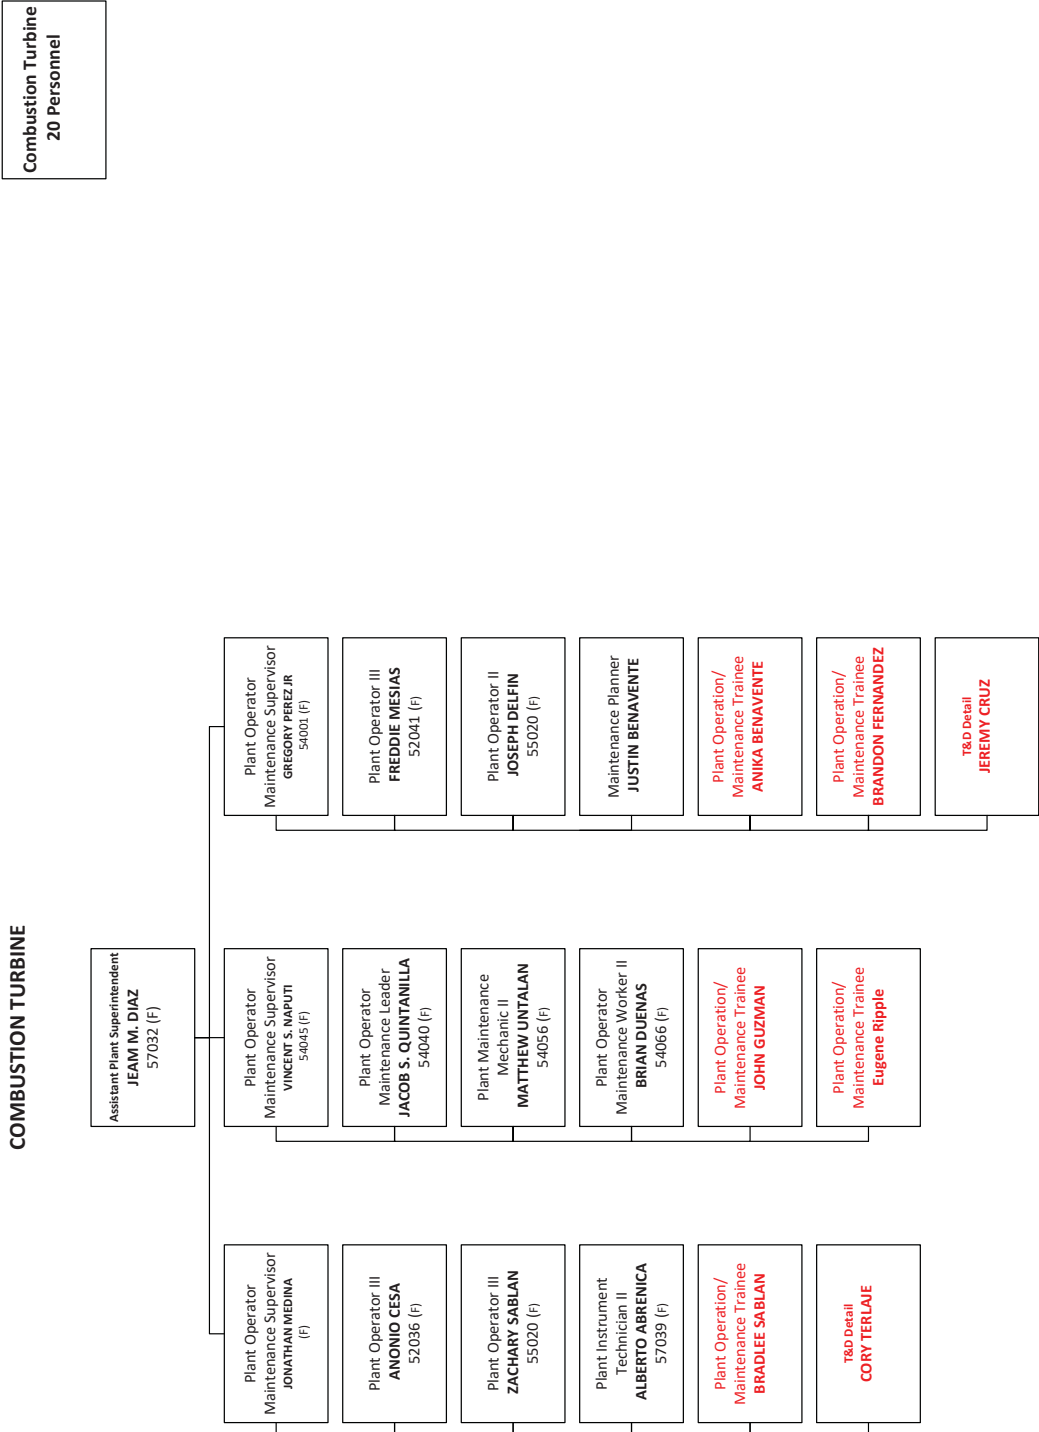 COMBUSTION TURBINE
Combustion Turbine
20 Personnel
Assistant Plant Superintendent
JEAM M. DIAZ
57032 (F)
Plant Operator
Maintenance Supervisor
JONATHAN MEDINA
(F)
Plant Operator III
ANONIO CESA
52036 (F)
Plant Operator III
ZACHARY SABLAN
55020 (F)
Plant Instrument
Technician II
ALBERTO ABRENICA
57039 (F)
Plant Operation/
Maintenance Trainee
BRADLEE SABLAN
T&D Detail
CORY TERLAJE
Plant Operator
Maintenance Supervisor
VINCENT S. NAPUTI
54045 (F)
Plant Operator
Maintenance Leader
JACOB S. QUINTANILLA
54040 (F)
Plant Maintenance
Mechanic II
MATTHEW UNTALAN
54056 (F)
Plant Operator
Maintenance Worker II
BRIAN DUENAS
54066 (F)
Plant Operation/
Maintenance Trainee
JOHN GUZMAN
Plant Operation/
Maintenance Trainee
Eugene Ripple
Plant Operator
Maintenance Supervisor
GREGORY PEREZ JR
54001 (F)
Plant Operator III
FREDDIE MESIAS
52041 (F)
Plant Operator II
JOSEPH DELFIN
55020 (F)
Maintenance Planner
JUSTIN BENAVENTE
Plant Operation/
Maintenance Trainee
ANIKA BENAVENTE
Plant Operation/
Maintenance Trainee
BRANDON FERNANDEZ
T&D Detail
JEREMY CRUZ